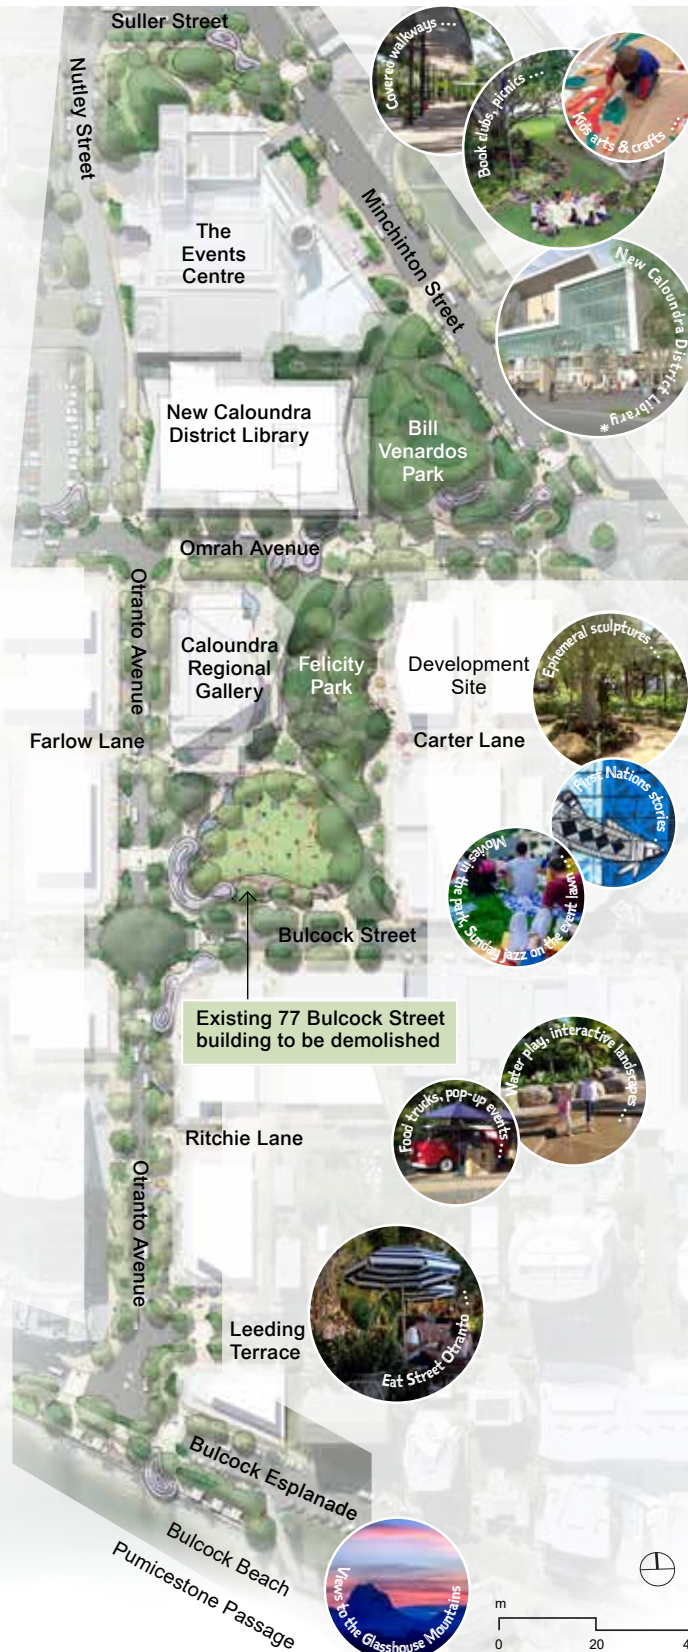 Suller Street
Nutley Street
Covered walkways ...
Book clubs, picnics ...
Kids arts & crafts ...
The
Events
Centre
Minchinton Street
New Caloundra District Library*
New Caloundra
District Library
Bill
Venardos
Park
Omrah Avenue
Otranto Avenue
Caloundra
Regional
Gallery
Felicity
Park
Development
Site
Ephemeral sculptures ...
Farlow Lane
Carter Lane
First Nations stories
Movies in the park, Sunday jazz on the event lawn ...
Bulcock Street
Existing 77 Bulcock Street
building to be demolished
Water play, interactive landscapes ...
Food trucks, pop-up events ...
Ritchie Lane
Otranto Avenue
Leeding
Terrace
Eat Street Otranto ...
Bulcock Esplanade
Bulcock Beach
Pumicestone Passage
Views to the Glasshouse Mountains
m
0 20 4